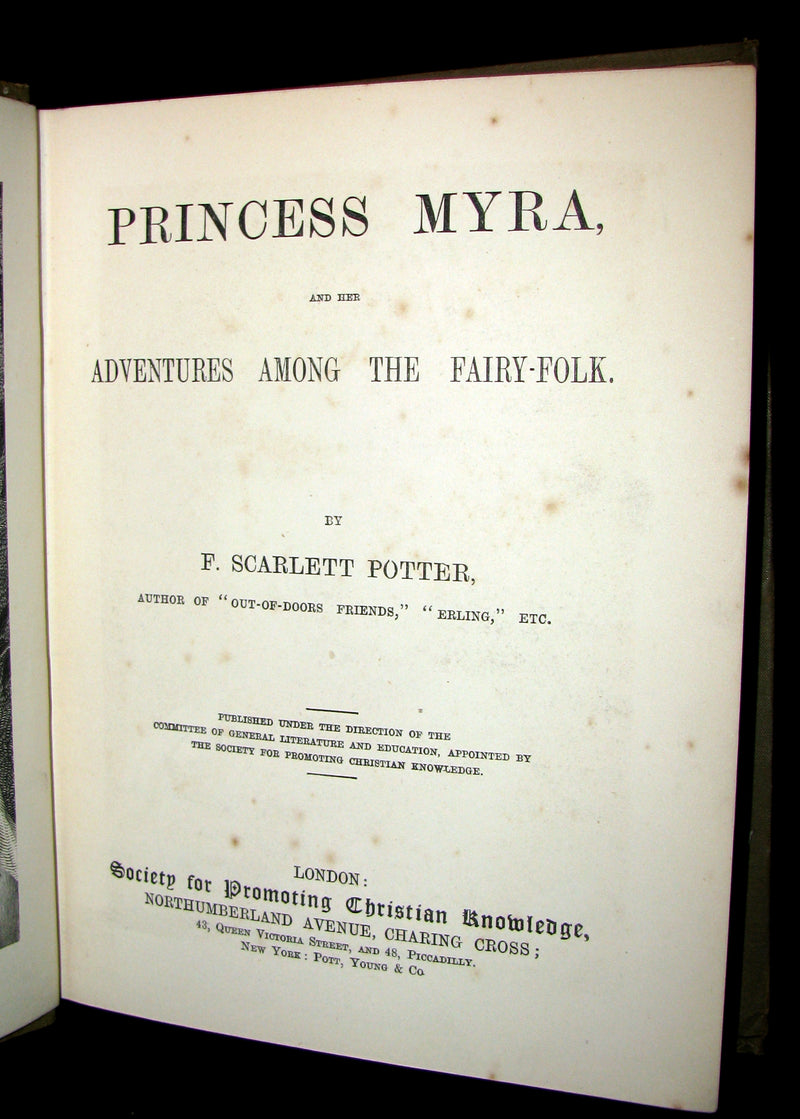 PRINCESS MYRA,
AND HER
ADVENTURES AMONG THE FAIRY-FOLK.
BY
F. SCARLETT POTTER,
AUTHOR OF "OUT-OF-DOORS FRIENDS," "ERLING," ETC.
PUBLISHED UNDER THE DIRECTION OF THE
COMMITTEE OF GENERAL LITERATURE AND EDUCATION, APPOINTED BY
THE SOCIETY FOR PROMOTING CHRISTIAN KNOWLEDGE.
LONDON:
Society for Promoting Christian Knowledge,
NORTHUMBERLAND AVENUE, CHARING CROSS;
43, QUEEN VICTORIA STREET, AND 48, PICCADILLY.
NEW YORK: POTT, YOUNG & CO